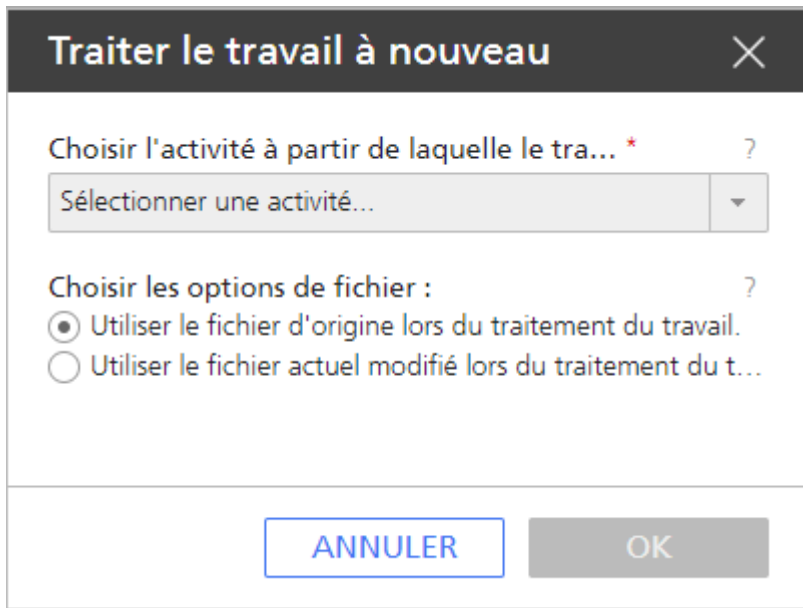 Traiter le travail à nouveau
Choisir l'activité à partir de laquelle le tra... * ?
Sélectionner une activité...
Choisir les options de fichier : ?
Utiliser le fichier d'origine lors du traitement du travail.
Utiliser le fichier actuel modifié lors du traitement du t...
ANNULER OK